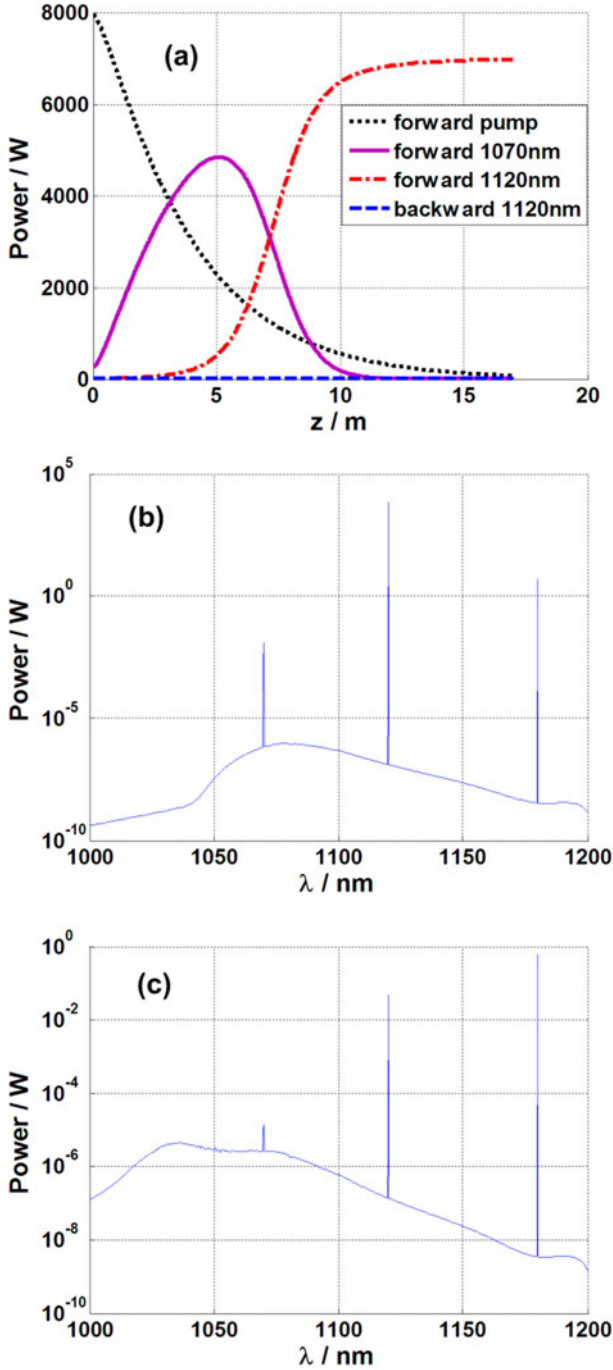 (a)
Power / W
8000
6000
4000
2000
0
forward pump
forward 1070nm
forward 1120nm
backward 1120nm
0 5 10 15 20
z / m
(b)
Power / W
10^5
10^0
10^-5
10^-10
1000 1050 1100 1150 1200
λ / nm
(c)
Power / W
10^0
10^-2
10^-4
10^-6
10^-8
10^-10
1000 1050 1100 1150 1200
λ / nm